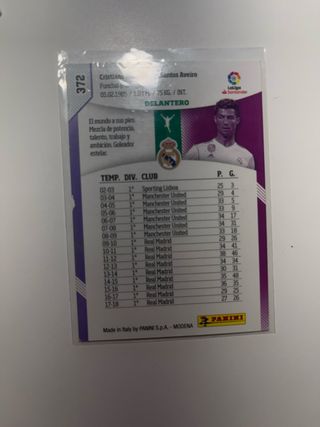 372
Cristiano Santos Aveiro
Funchal
05.02.1985 / 1,87 M / 75 KG. / INT.
DELANTERO
LaLiga
Santander
El mundo a sus pies.
Mezcla de potencia,
talento, trabajo y
ambición. Goleador
estelar.
TEMP. DIV. CLUB P. G.
02-03 1ª Sporting Lisboa 25 3
03-04 1ª Manchester United 29 4
04-05 1ª Manchester United 33 5
05-06 1ª Manchester United 33 9
06-07 1ª Manchester United 34 17
07-08 1ª Manchester United 34 31
08-09 1ª Manchester United 33 18
09-10 1ª Real Madrid 29 26
10-11 1ª Real Madrid 34 41
11-12 1ª Real Madrid 38 46
12-13 1ª Real Madrid 34 34
13-14 1ª Real Madrid 30 31
14-15 1ª Real Madrid 35 48
15-16 1ª Real Madrid 36 35
16-17 1ª Real Madrid 29 25
17-18 1ª Real Madrid 27 26
Made in Italy by PANINI S.p.A. - MODENA
PANINI